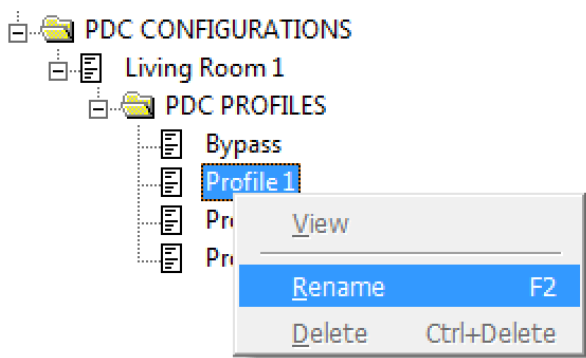 PDC CONFIGURATIONS
Living Room 1
PDC PROFILES
Bypass
Profile 1
View
Rename F2
Delete Ctrl+Delete